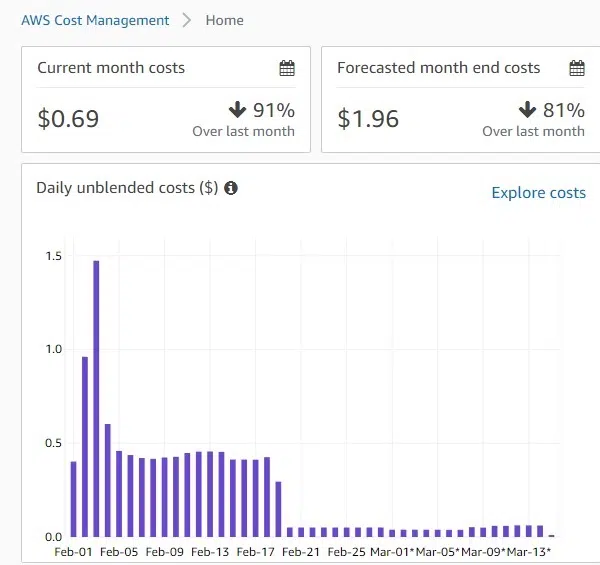 AWS Cost Management > Home
Current month costs
$0.69
91%
Over last month
Forecasted month end costs
$1.96
81%
Over last month
Daily unblended costs ($)
Explore costs
1.5
1.0
0.5
0.0
Feb-01 Feb-05 Feb-09 Feb-13 Feb-17 Feb-21 Feb-25 Mar-01* Mar-05* Mar-09* Mar-13*